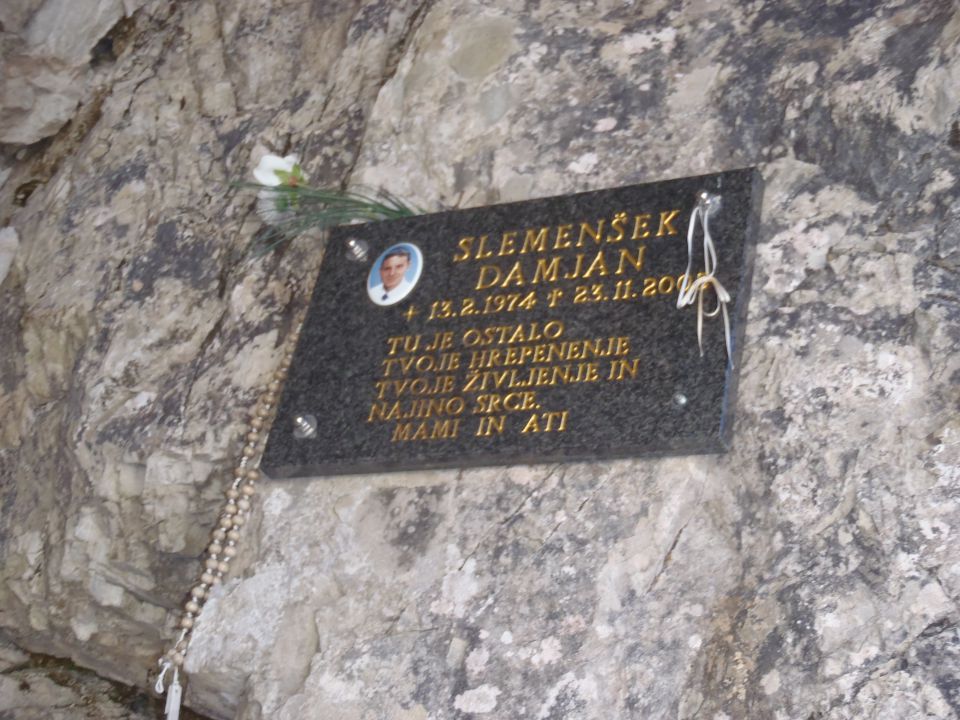 SLEMENŠEK
DAMJAN
+ 13.2.1974 ✞ 23.11.
TU JE OSTALO
TVOJE HREPENENJE
TVOJE ŽIVLJENJE IN
NAJINO SRCE.
MAMI IN ATI